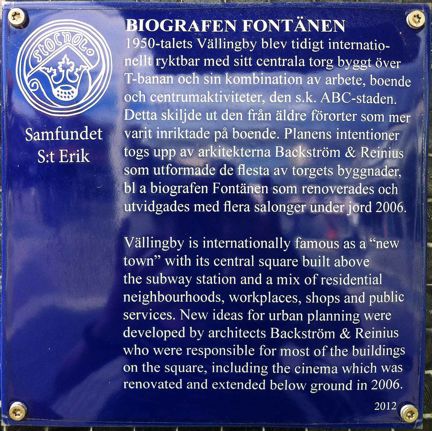 STOCHOLM
Samfundet
S:t Erik
BIOGRAFEN FONTÄNEN
1950-talets Vällingby blev tidigt internatio-
nellt ryktbar med sitt centrala torg byggt över
T-banan och sin kombination av arbete, boende
och centrumaktiviteter, den s.k. ABC-staden.
Detta skiljde ut den från äldre förorter som mer
varit inriktade på boende. Planens intentioner
togs upp av arkitekterna Backström & Reinius
som utformade de flesta av torgets byggnader,
bl a biografen Fontänen som renoverades och
utvidgades med flera salonger under jord 2006.
Vällingby is internationally famous as a “new
town” with its central square built above
the subway station and a mix of residential
neighbourhoods, workplaces, shops and public
services. New ideas for urban planning were
developed by architects Backström & Reinius
who were responsible for most of the buildings
on the square, including the cinema which was
renovated and extended below ground in 2006.
2012